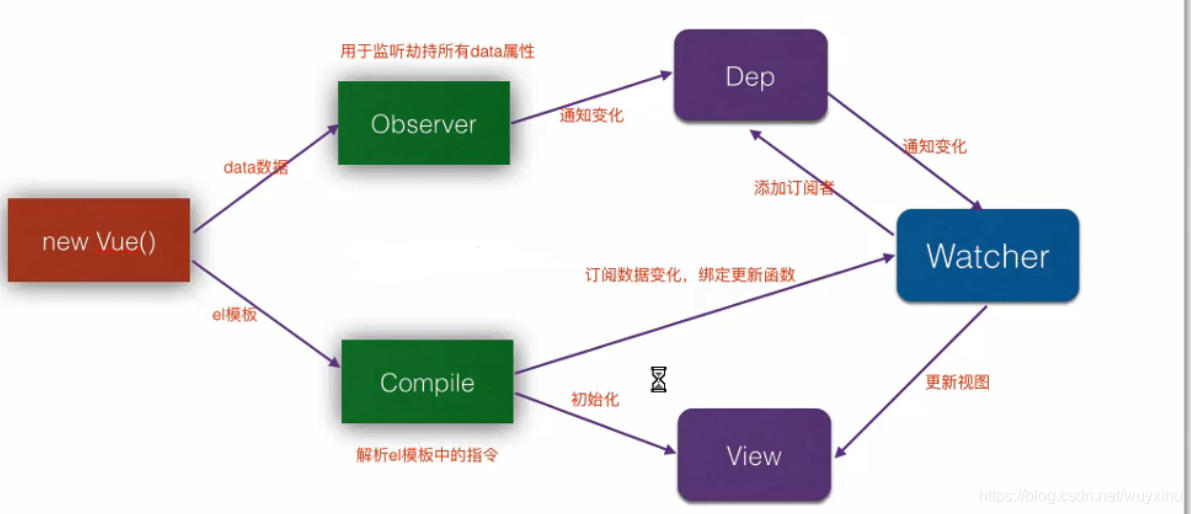 用于监听劫持所有data属性
Observer
Dep
通知变化
通知变化
data数据
添加订阅者
new Vue()
Watcher
订阅数据变化，绑定更新函数
el模板
Compile
初始化
更新视图
解析el模板中的指令
View
https://blog.csdn.net/wuyxinu